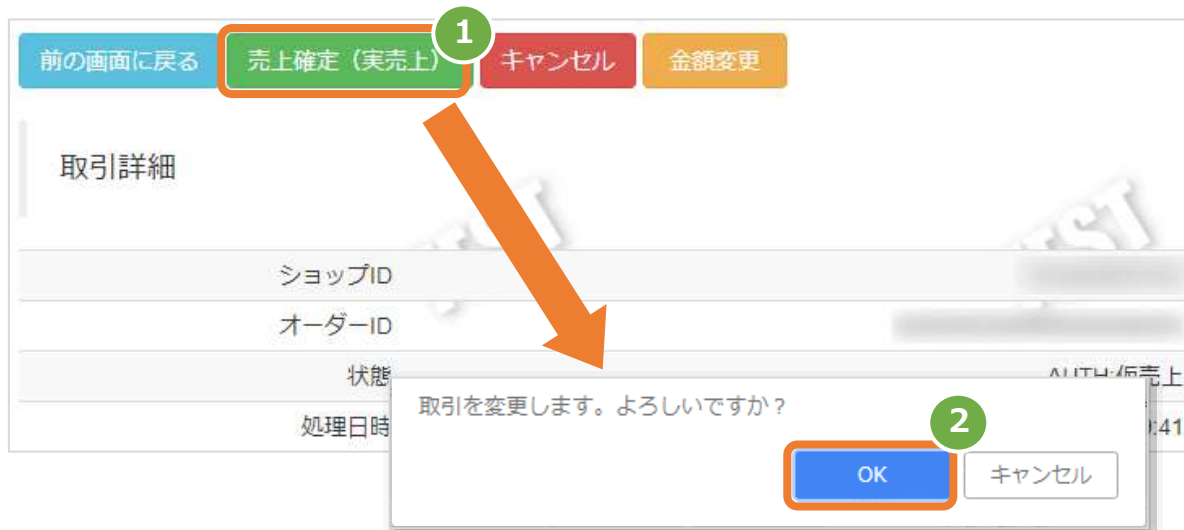 前の画面に戻る 売上確定（実売上） キャンセル 金額変更
1
取引詳細
TEST
ショップID
オーダーID
状態 AUTH:仮売上
処理日時 :41
取引を変更します。よろしいですか？
2
OK キャンセル